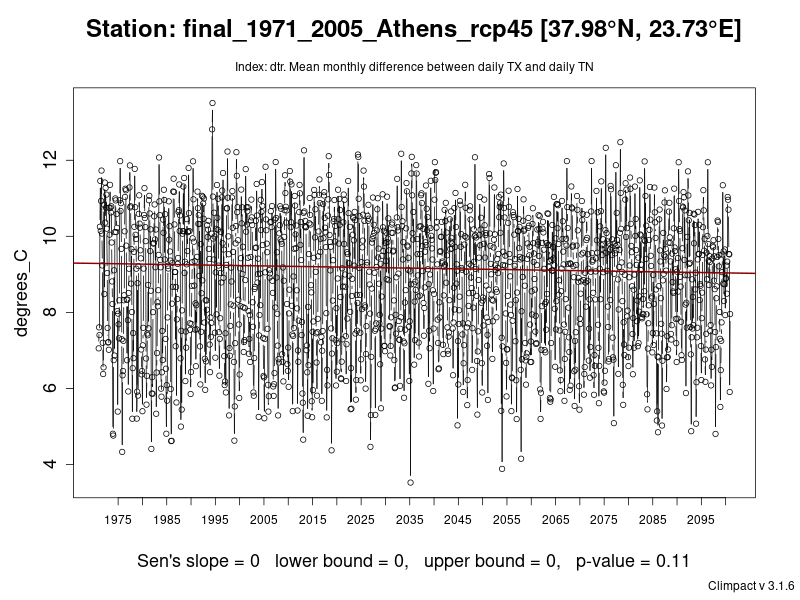 Station: final_1971_2005_Athens_rcp45 [37.98°N, 23.73°E]
Index: dtr. Mean monthly difference between daily TX and daily TN
degrees_C
12
10
8
6
4
1975 1985 1995 2005 2015 2025 2035 2045 2055 2065 2075 2085 2095
Sen's slope = 0 lower bound = 0, upper bound = 0, p-value = 0.11
Climpact v 3.1.6